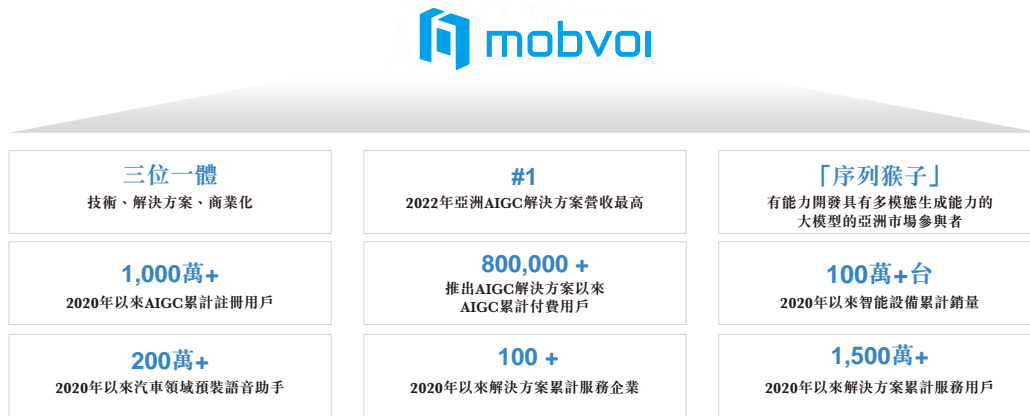 mobvoi
三位一體
技術、解決方案、商業化
#1
2022年亞洲AIGC解決方案營收最高
「序列猴子」
有能力開發具有多模態生成能力的
大模型的亞洲市場參與者
1,000萬+
2020年以來AIGC累計註冊用戶
800,000 +
推出AIGC解決方案以來
AIGC累計付費用戶
100萬+台
2020年以來智能設備累計銷量
200萬+
2020年以來汽車領域預裝語音助手
100 +
2020年以來解決方案累計服務企業
1,500萬+
2020年以來解決方案累計服務用戶